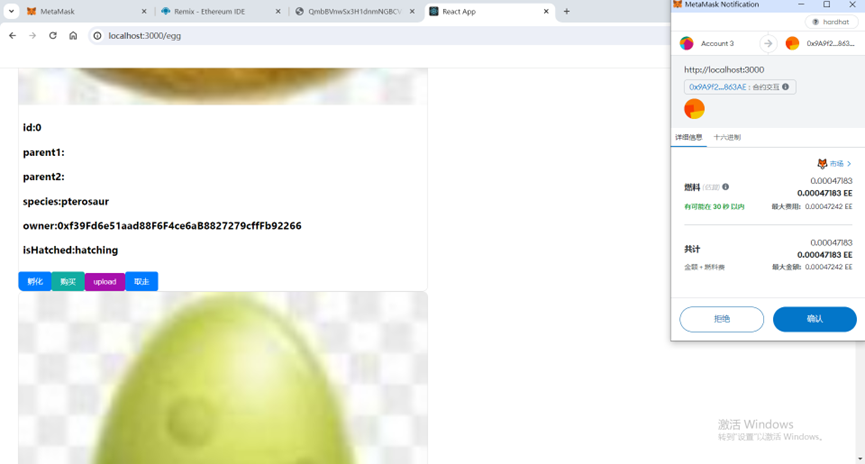 MetaMask
Remix - Ethereum IDE
QmbBVnwSx3H1dnmNGBCV
React App
localhost:3000/egg
id:0
parent1:
parent2:
species:pterosaur
owner:0xf39Fd6e51aad88F6F4ce6aB8827279cffFb92266
isHatched:hatching
孵化
购买
upload
取走
MetaMask Notification
hardhat
Account 3
0x9A9f2...863...
http://localhost:3000
0x9A9f2...863AE : 合约交互
详细信息
十六进制
市场 >
0.00047183
燃料
0.00047183 EE
有可能在 30 秒以内
最大费用: 0.00047242 EE
0.00047183
共计
0.00047183 EE
金额 + 燃料费
最大金额: 0.00047242 EE
拒绝
确认
激活 Windows
转到"设置"以激活 Windows。